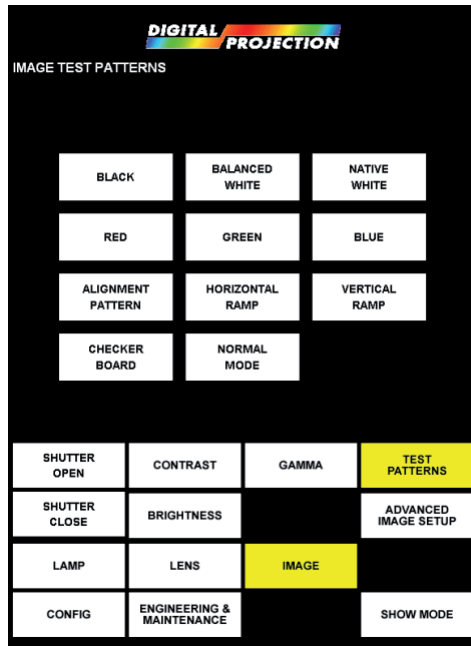 DIGITAL
PROJECTION
IMAGE TEST PATTERNS
BLACK
BALANCED
WHITE
NATIVE
WHITE
RED
GREEN
BLUE
ALIGNMENT
PATTERN
HORIZONTAL
RAMP
VERTICAL
RAMP
CHECKER
BOARD
NORMAL
MODE
SHUTTER
OPEN
CONTRAST
GAMMA
TEST
PATTERNS
SHUTTER
CLOSE
BRIGHTNESS
ADVANCED
IMAGE SETUP
LAMP
LENS
IMAGE
CONFIG
ENGINEERING &
MAINTENANCE
SHOW MODE